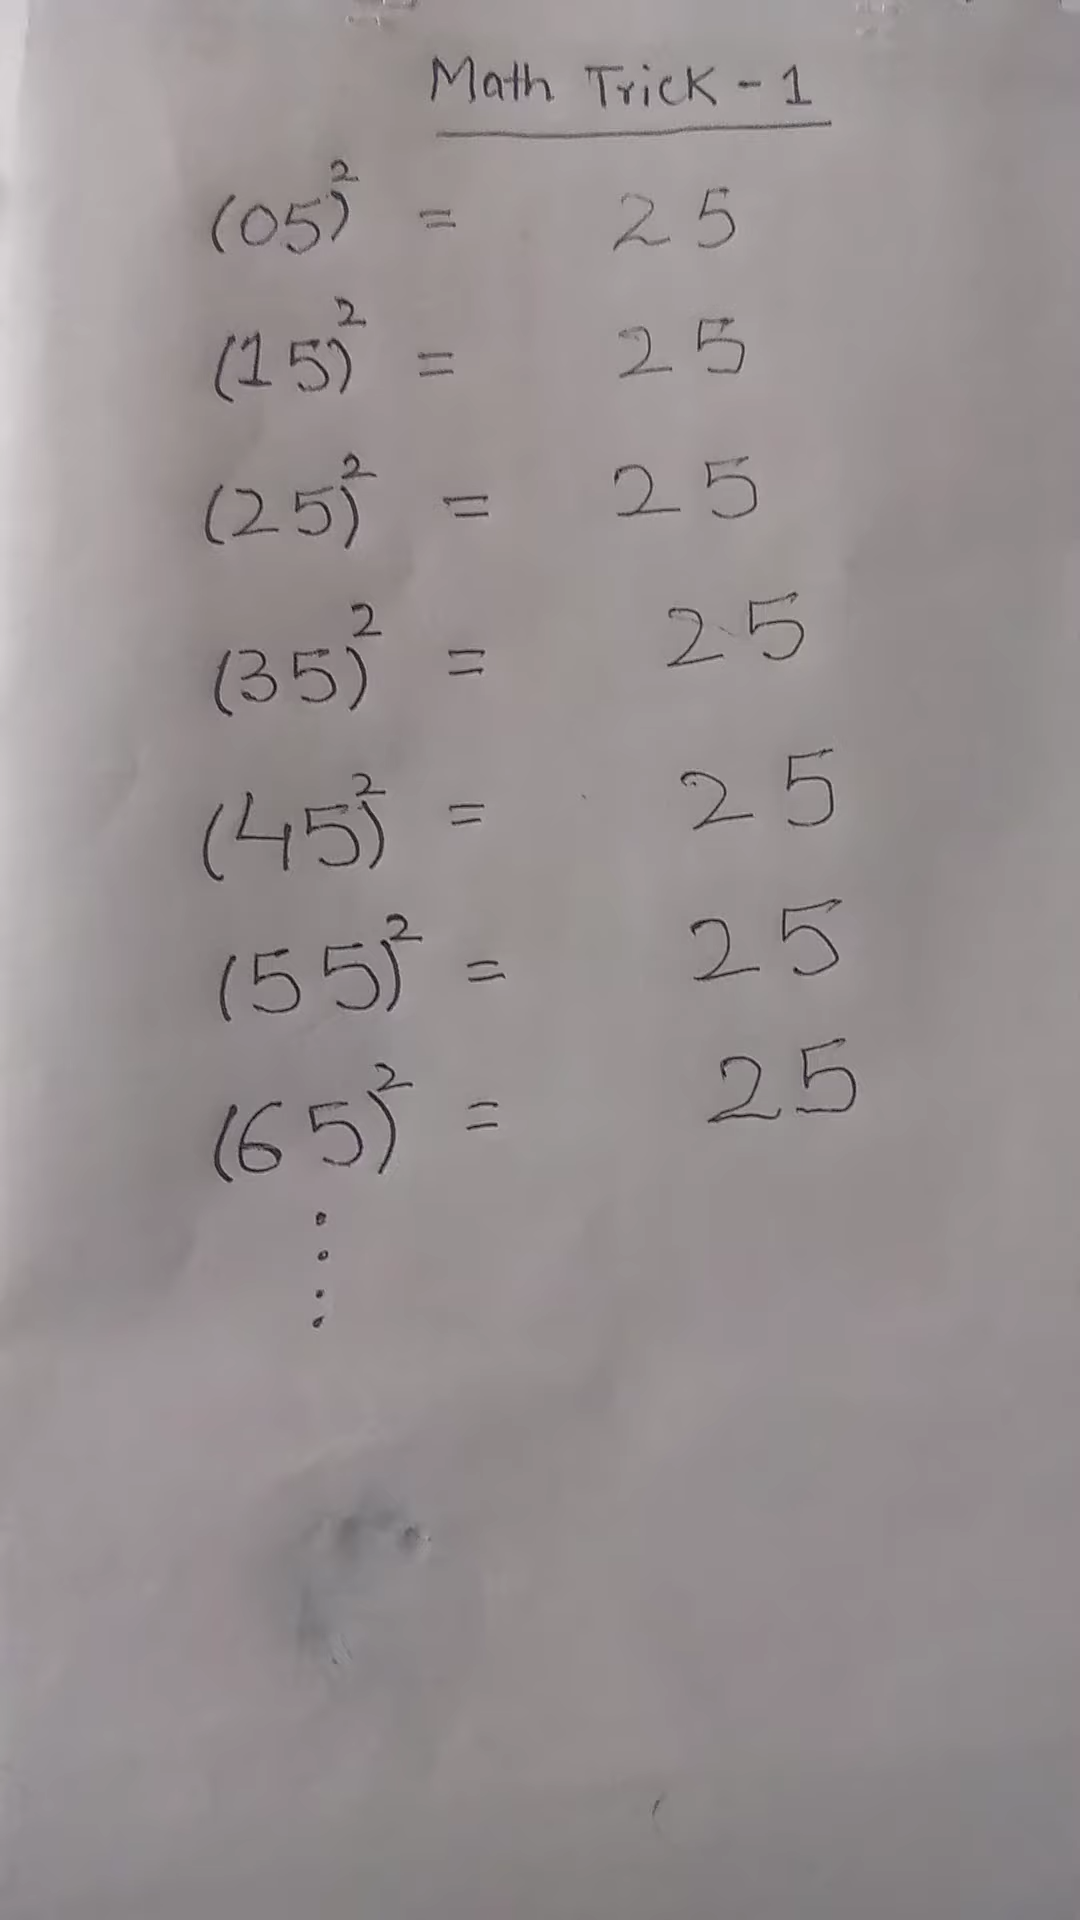 Math Trick - 1
(05)² = 25
(15)² = 25
(25)² = 25
(35)² = 25
(45)² = 25
(55)² = 25
(65)² = 25